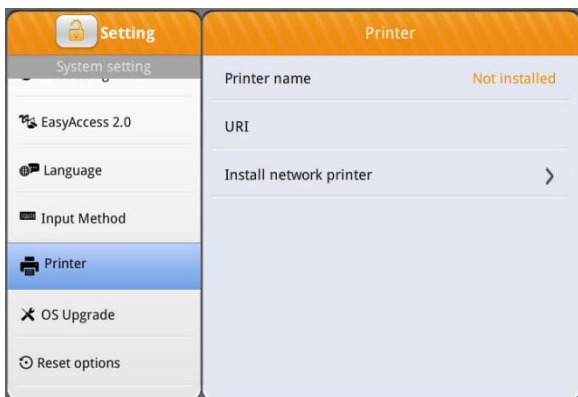 Setting
System setting
EasyAccess 2.0
Language
Input Method
Printer
OS Upgrade
Reset options
Printer
Printer name Not installed
URI
Install network printer